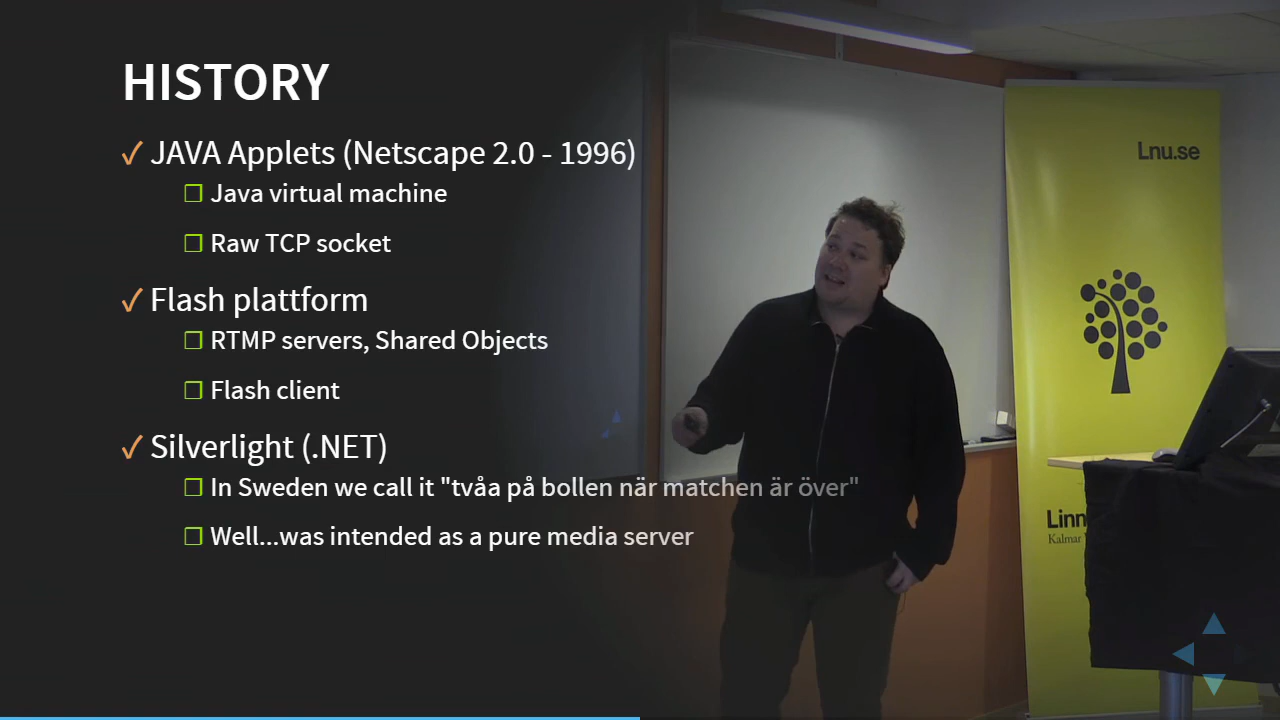 HISTORY
JAVA Applets (Netscape 2.0 - 1996)
Java virtual machine
Raw TCP socket
Flash plattform
RTMP servers, Shared Objects
Flash client
Silverlight (.NET)
In Sweden we call it "tvåa på bollen när matchen är över"
Well...was intended as a pure media server
Lnu.se
Linn
Kalmar